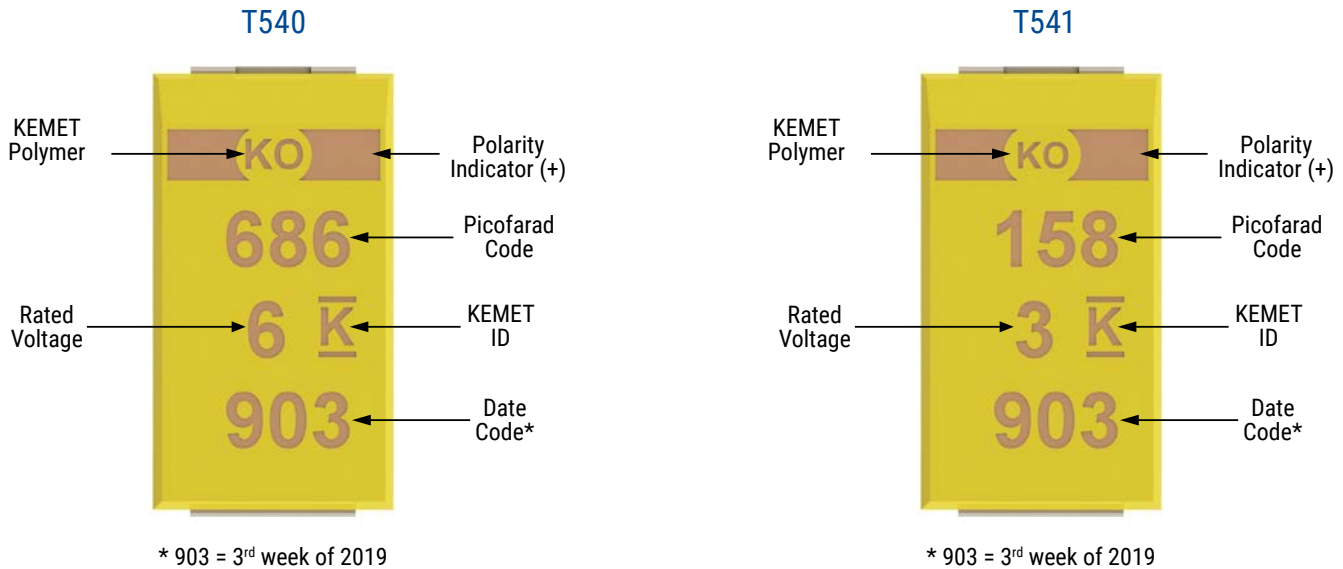 T540
KEMET
Polymer
KO
Polarity
Indicator (+)
686
Picofarad
Code
Rated
Voltage
6 K
KEMET
ID
903
Date
Code*
* 903 = 3rd week of 2019
T541
KEMET
Polymer
KO
Polarity
Indicator (+)
158
Picofarad
Code
Rated
Voltage
3 K
KEMET
ID
903
Date
Code*
* 903 = 3rd week of 2019